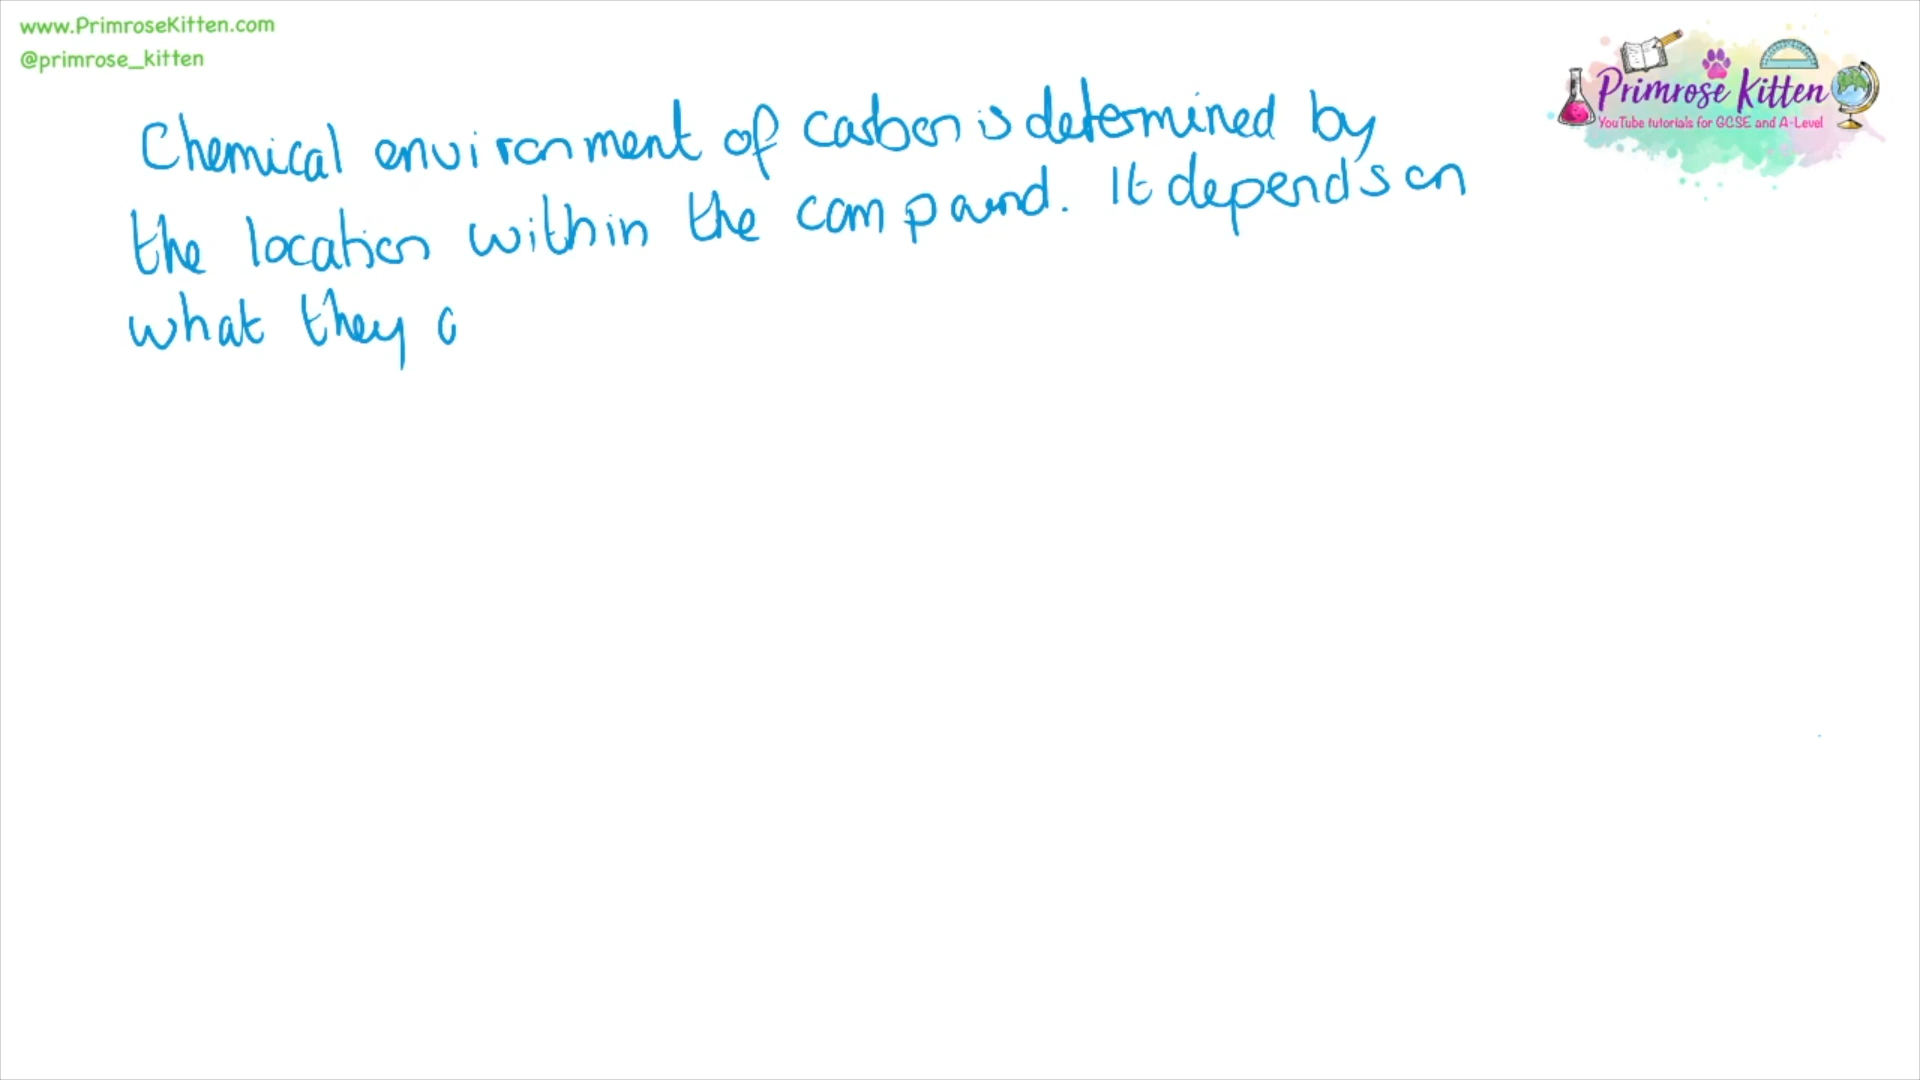 www.PrimroseKitten.com
@primrose_kitten
Primrose Kitten
YouTube tutorials for GCSE and A-Level
Chemical environment of carbon is determined by
the location within the compound. It depends on
what they a